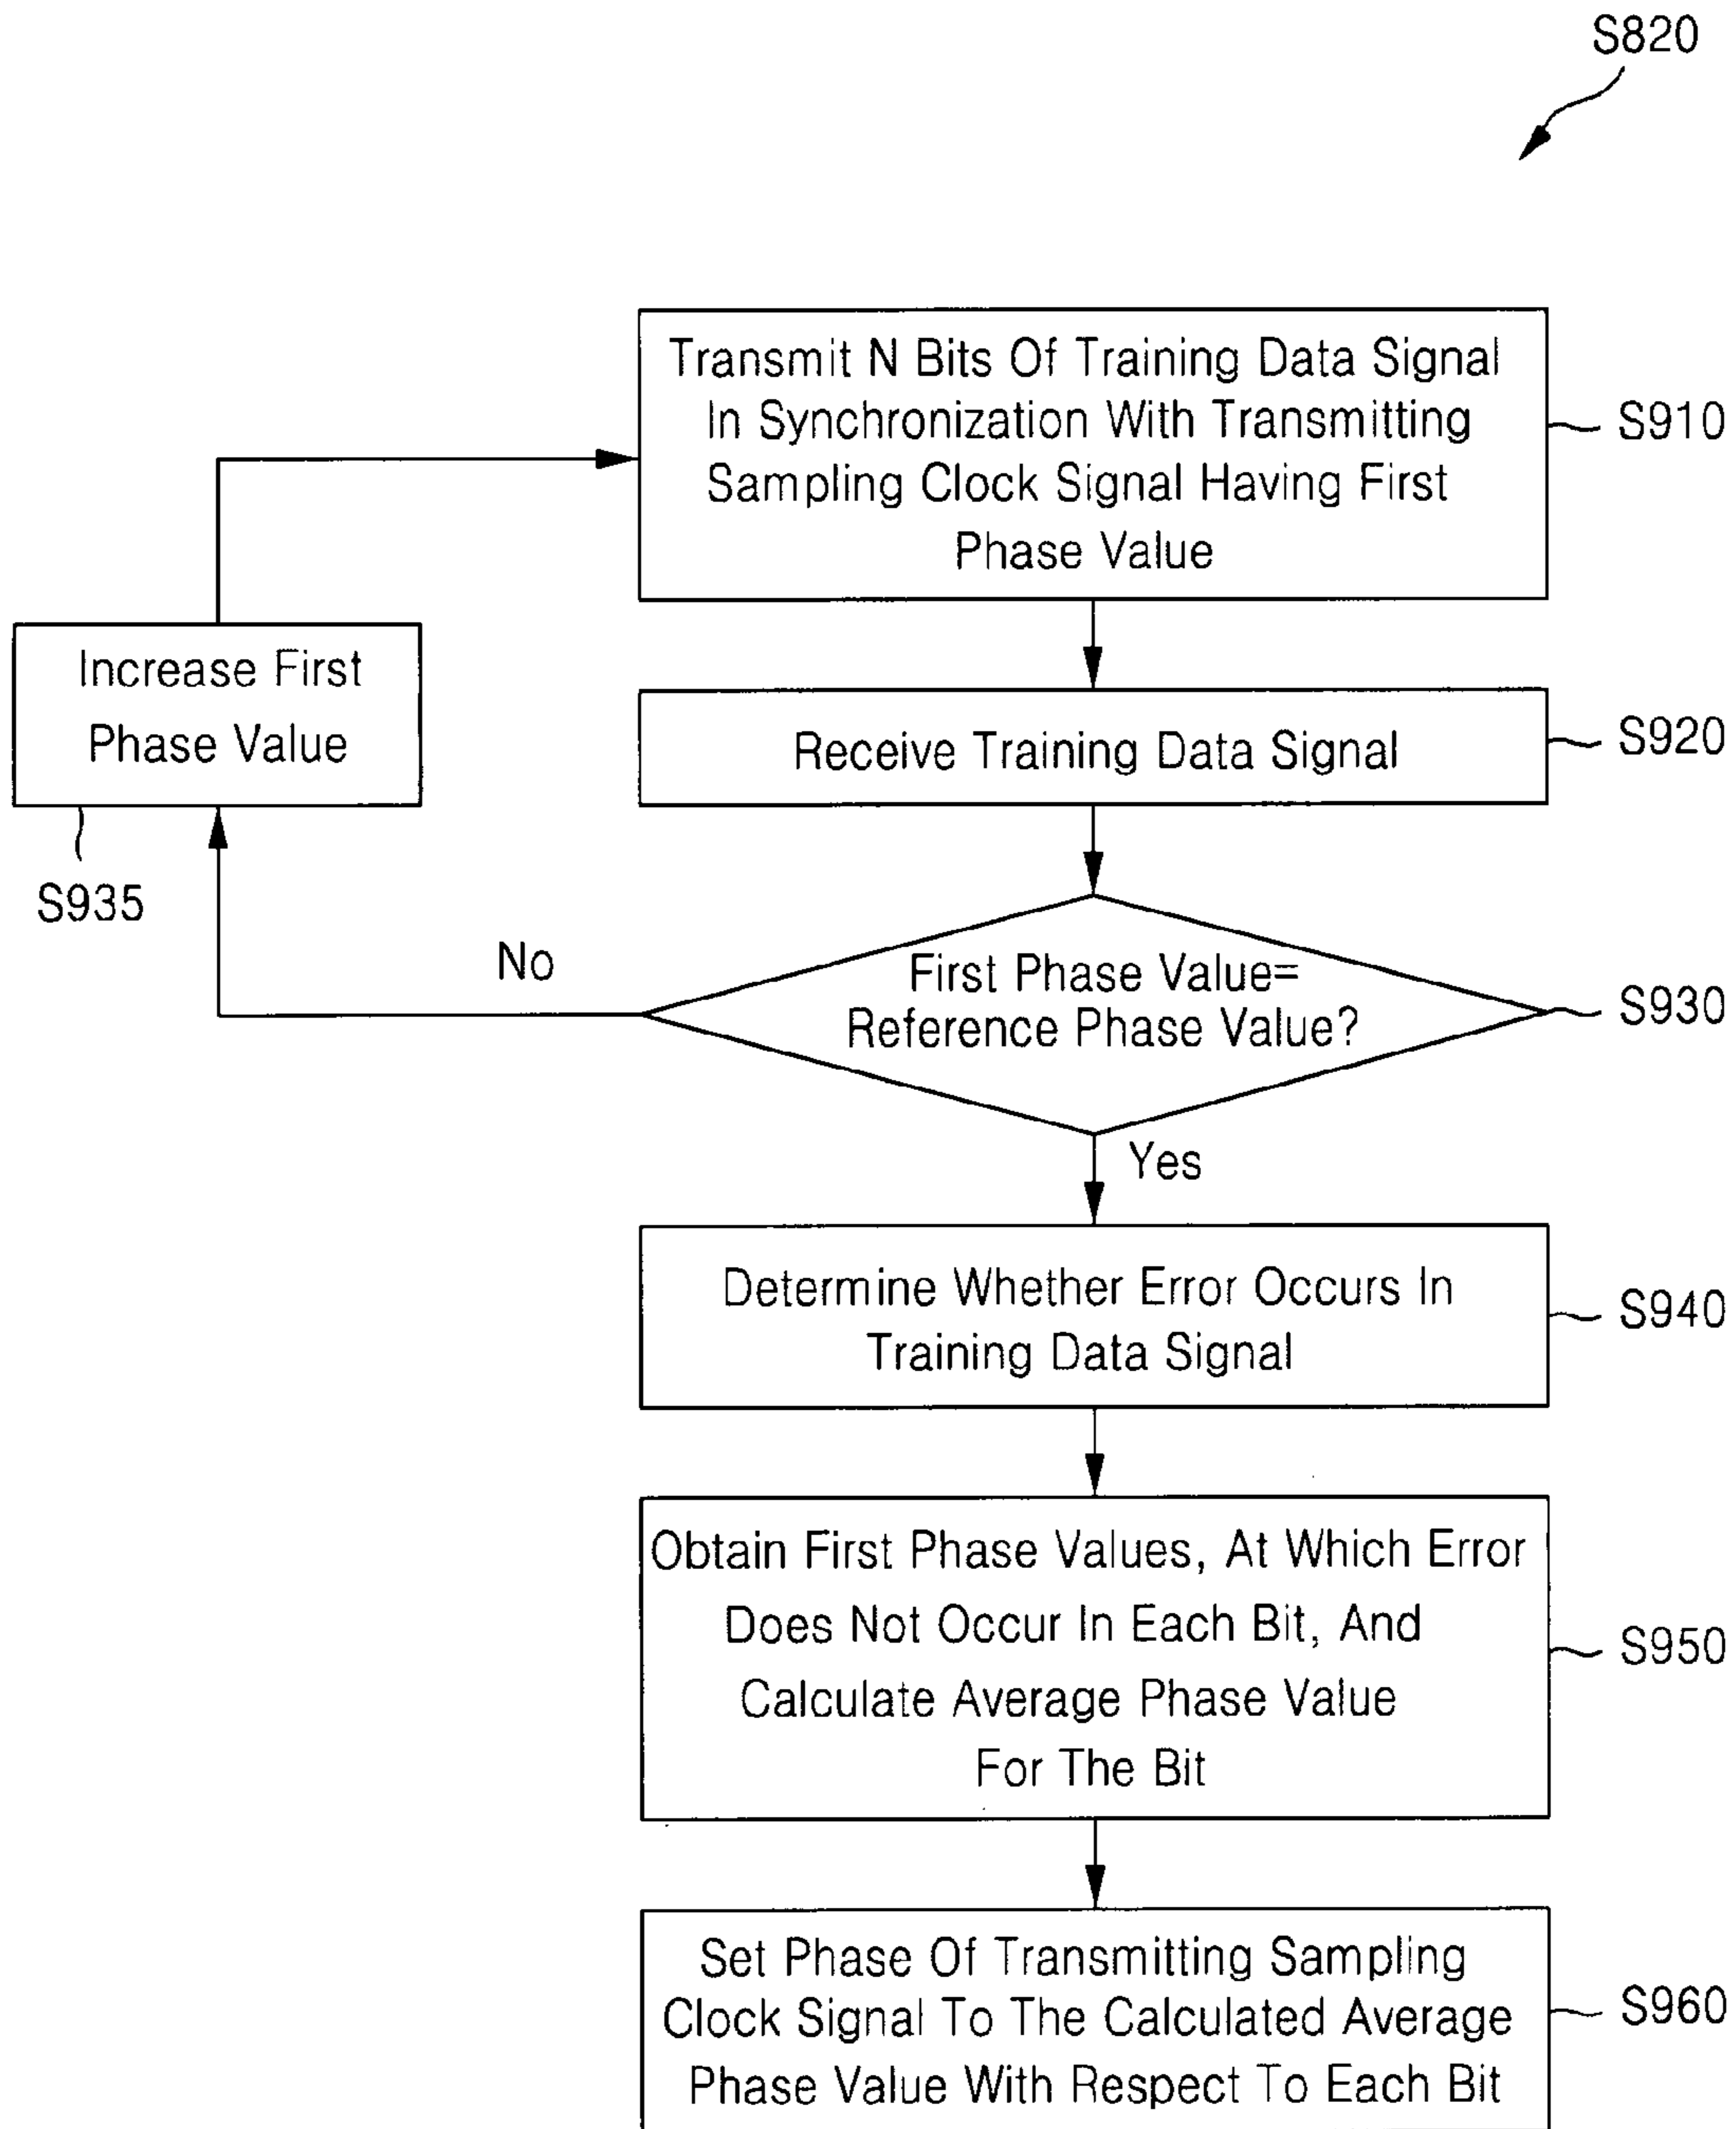 S820
Transmit N Bits Of Training Data Signal
In Synchronization With Transmitting
Sampling Clock Signal Having First
Phase Value
S910
Increase First
Phase Value
S935
Receive Training Data Signal
S920
First Phase Value=
Reference Phase Value?
S930
No
Yes
Determine Whether Error Occurs In
Training Data Signal
S940
Obtain First Phase Values, At Which Error
Does Not Occur In Each Bit, And
Calculate Average Phase Value
For The Bit
S950
Set Phase Of Transmitting Sampling
Clock Signal To The Calculated Average
Phase Value With Respect To Each Bit
S960